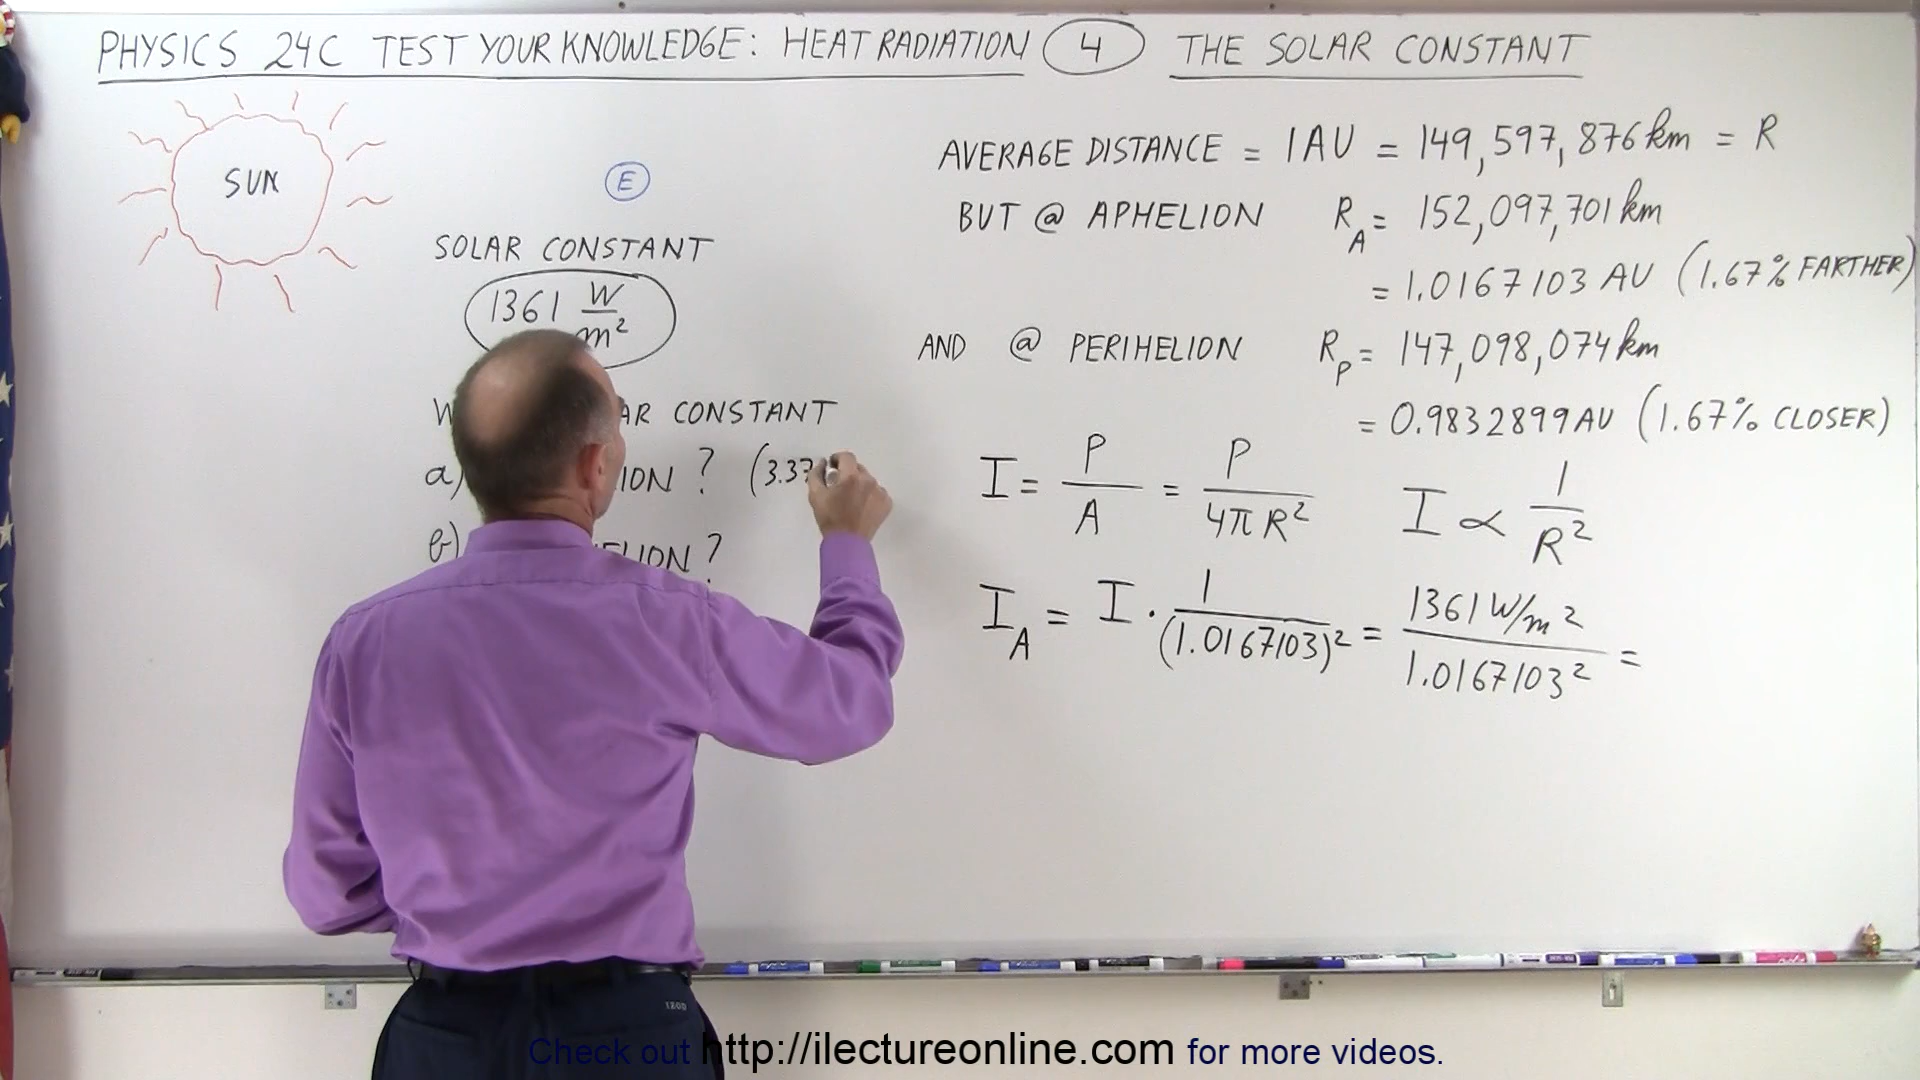 PHYSICS 24C TEST YOUR KNOWLEDGE: HEAT RADIATION 4 THE SOLAR CONSTANT
SUN
E
SOLAR CONSTANT
1361 W/m²
AR CONSTANT
a) ION ? (3.37
b) ELION ?
AVERAGE DISTANCE = 1AU = 149,597,876 km = R
BUT @ APHELION R_A = 152,097,701 km
= 1.0167103 AU (1.67% FARTHER)
AND @ PERIHELION R_P = 147,098,074 km
= 0.9832899 AU (1.67% CLOSER)
I = P/A = P/4πR² I ∝ 1/R²
I_A = I · 1/(1.0167103)² = 1361 W/m² / 1.0167103² =
IZOD
Check out http://ilectureonline.com for more videos.